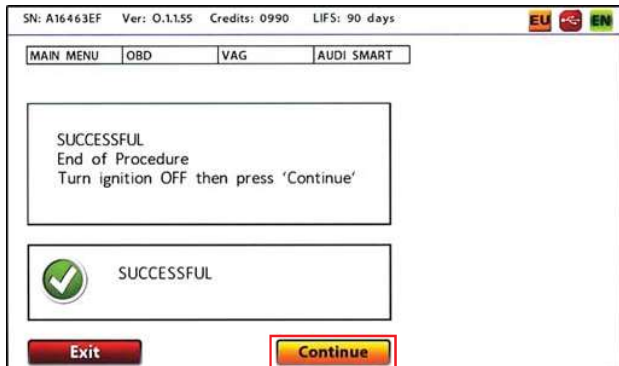 SN: A16463EF Ver: 0.1.1.55 Credits: 0990 LIFS: 90 days EU EN
MAIN MENU OBD VAG AUDI SMART
SUCCESSFUL
End of Procedure
Turn ignition OFF then press 'Continue'
SUCCESSFUL
Exit Continue